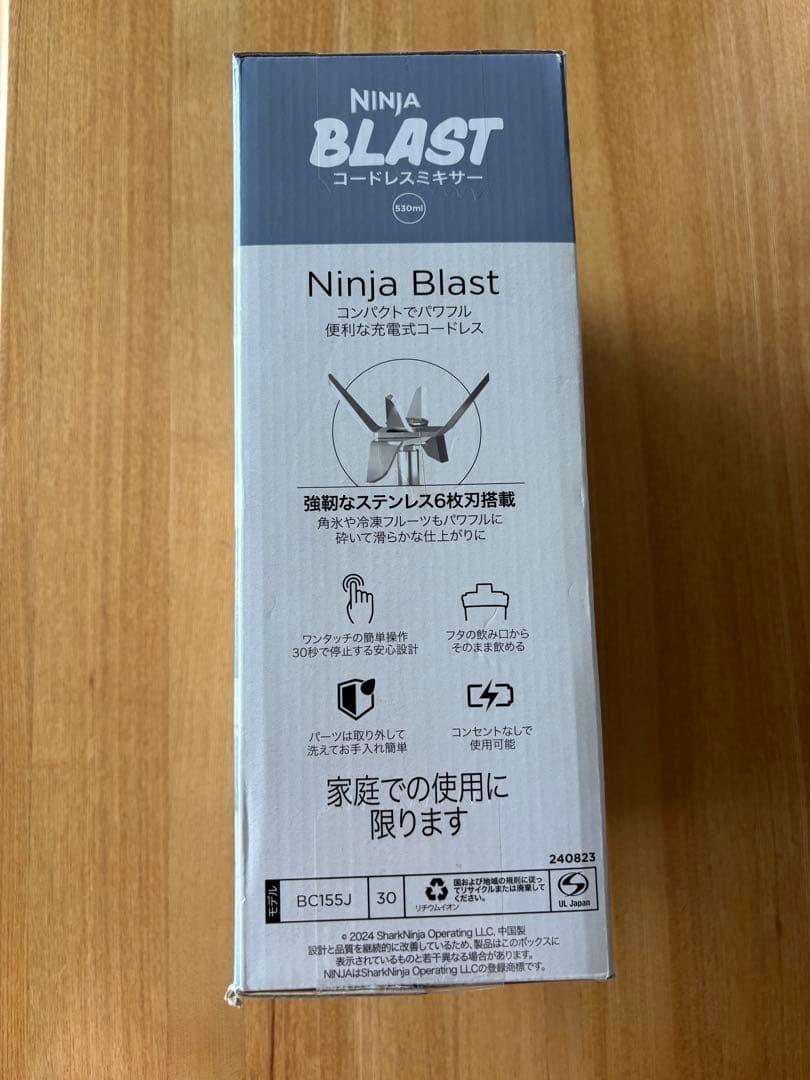 NINJA
BLAST
コードレスミキサー
530ml
Ninja Blast
コンパクトでパワフル
便利な充電式コードレス
強靭なステンレス6枚刃搭載
角氷や冷凍フルーツもパワフルに
砕いて滑らかな仕上がりに
ワンタッチの簡単操作
30秒で停止する安心設計
フタの飲み口から
そのまま飲める
パーツは取り外して
洗えてお手入れ簡単
コンセントなしで
使用可能
家庭での使用に
限ります
240823
モデル
BC155J
30
リチウムイオン
国および地域の規則に従っ
てリサイクルまたは廃棄して
ください。
UL Japan
© 2024 SharkNinja Operating LLC, 中国製
設計と品質を継続的に改善しているため、製品はこのボックスに
表示されているものと若干異なる場合があります。
NINJAはSharkNinja Operating LLCの登録商標です。